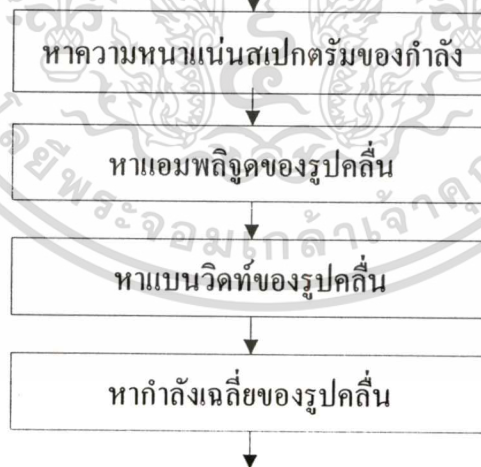 หาความหนาแน่นสเปกตรัมของกำลัง
หาแอมพลิจูดของรูปคลื่น
หาแบนวิดท์ของรูปคลื่น
หากำลังเฉลี่ยของรูปคลื่น